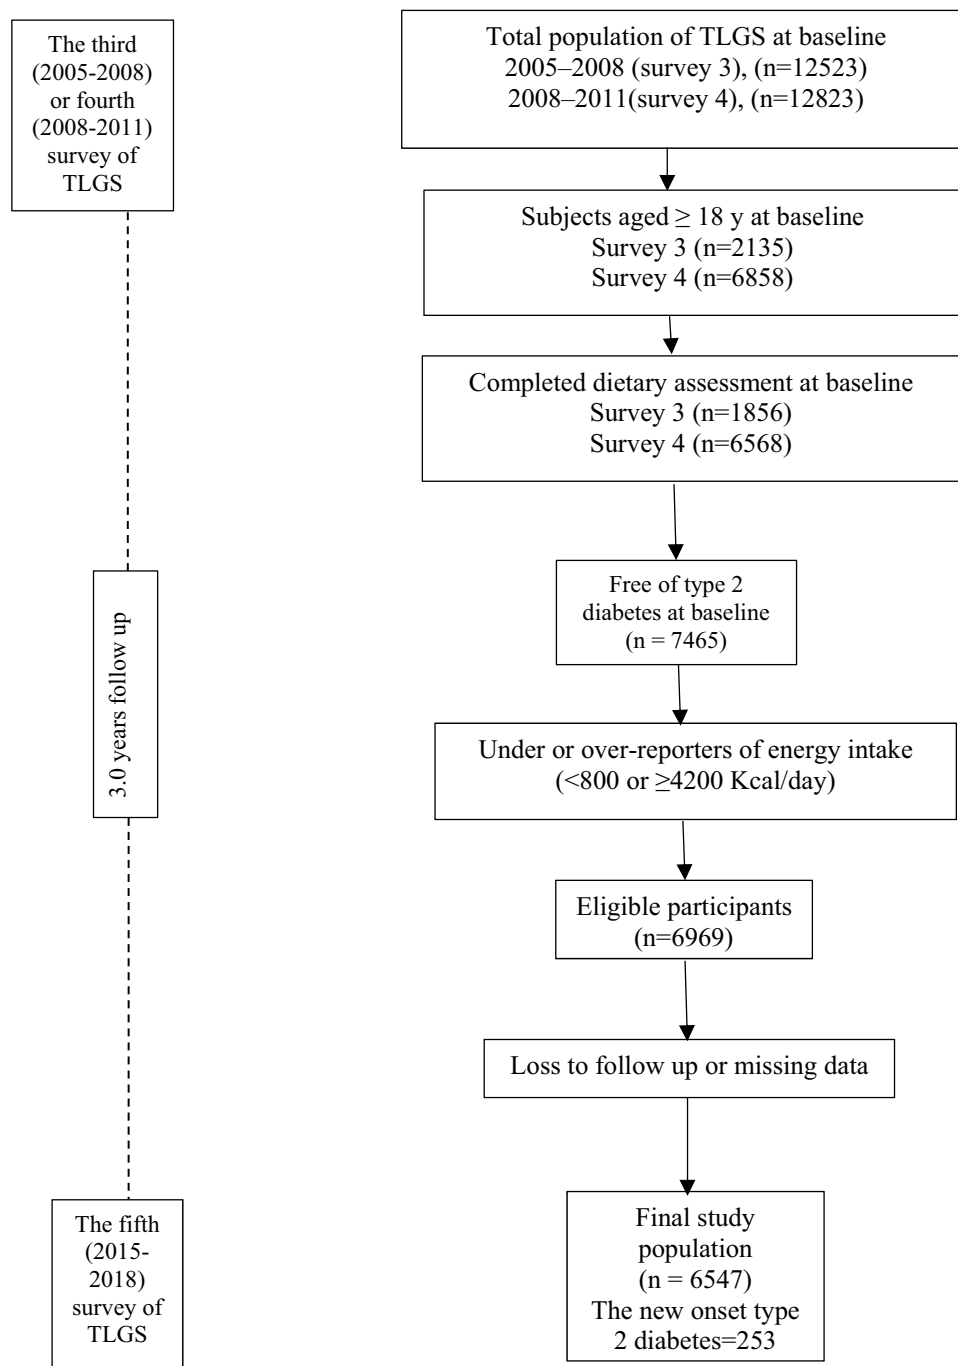 The third
(2005-2008)
or fourth
(2008-2011)
survey of
TLGS
Total population of TLGS at baseline
2005–2008 (survey 3), (n=12523)
2008–2011(survey 4), (n=12823)
Subjects aged ≥ 18 y at baseline
Survey 3 (n=2135)
Survey 4 (n=6858)
Completed dietary assessment at baseline
Survey 3 (n=1856)
Survey 4 (n=6568)
Free of type 2
diabetes at baseline
(n = 7465)
3.0 years follow up
Under or over-reporters of energy intake
(<800 or ≥4200 Kcal/day)
Eligible participants
(n=6969)
Loss to follow up or missing data
The fifth
(2015-
2018)
survey of
TLGS
Final study
population
(n = 6547)
The new onset type
2 diabetes=253